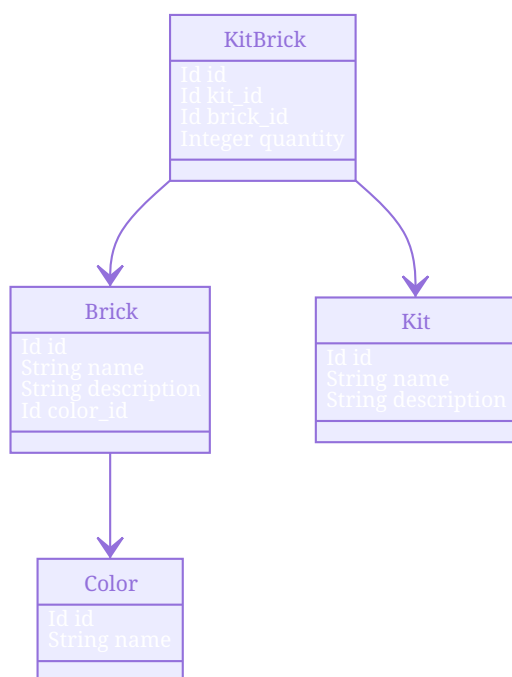 KitBrick
Id id
Id kit_id
Id brick_id
Integer quantity
Brick
Id id
String name
String description
Id color_id
Kit
Id id
String name
String description
Color
Id id
String name